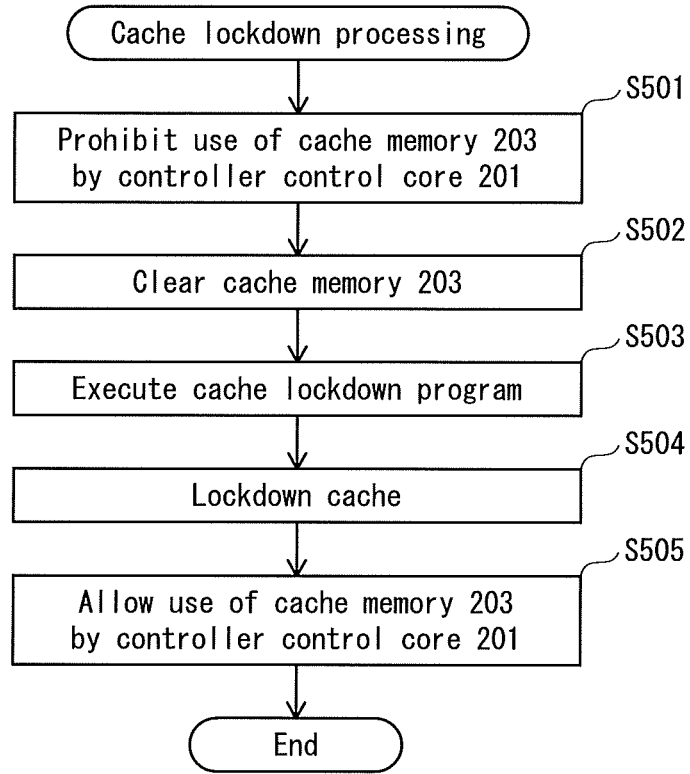 Cache lockdown processing
S501
Prohibit use of cache memory 203
by controller control core 201
S502
Clear cache memory 203
S503
Execute cache lockdown program
S504
Lockdown cache
S505
Allow use of cache memory 203
by controller control core 201
End